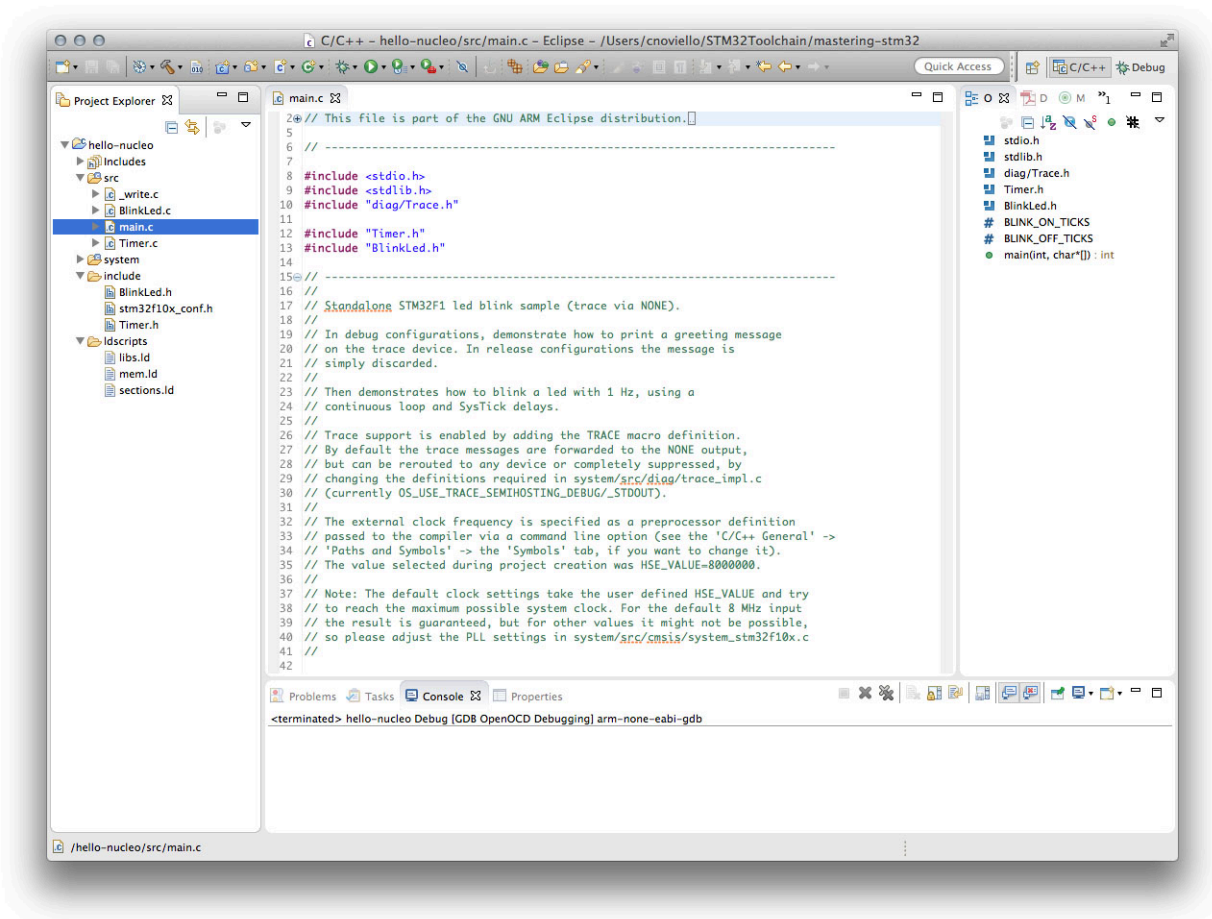 C/C++ – hello-nucleo/src/main.c – Eclipse – /Users/cnoviello/STM32Toolchain/mastering-stm32
Quick Access
C/C++
Debug
Project Explorer
hello-nucleo
Includes
src
_write.c
BlinkLed.c
main.c
Timer.c
system
include
BlinkLed.h
stm32f10x_conf.h
Timer.h
ldscripts
libs.ld
mem.ld
sections.ld
main.c
2 // This file is part of the GNU ARM Eclipse distribution.
5
6 // ----------------------------------------------------------------------------
7
8 #include <stdio.h>
9 #include <stdlib.h>
10 #include "diag/Trace.h"
11
12 #include "Timer.h"
13 #include "BlinkLed.h"
14
15 // ----------------------------------------------------------------------------
16 //
17 // Standalone STM32F1 led blink sample (trace via NONE).
18 //
19 // In debug configurations, demonstrate how to print a greeting message
20 // on the trace device. In release configurations the message is
21 // simply discarded.
22 //
23 // Then demonstrates how to blink a led with 1 Hz, using a
24 // continuous loop and SysTick delays.
25 //
26 // Trace support is enabled by adding the TRACE macro definition.
27 // By default the trace messages are forwarded to the NONE output,
28 // but can be rerouted to any device or completely suppressed, by
29 // changing the definitions required in system/src/diag/trace_impl.c
30 // (currently OS_USE_TRACE_SEMIHOSTING_DEBUG/_STDOUT).
31 //
32 // The external clock frequency is specified as a preprocessor definition
33 // passed to the compiler via a command line option (see the 'C/C++ General' ->
34 // 'Paths and Symbols' -> the 'Symbols' tab, if you want to change it).
35 // The value selected during project creation was HSE_VALUE=8000000.
36 //
37 // Note: The default clock settings take the user defined HSE_VALUE and try
38 // to reach the maximum possible system clock. For the default 8 MHz input
39 // the result is guaranteed, but for other values it might not be possible,
40 // so please adjust the PLL settings in system/src/cmsis/system_stm32f10x.c
41 //
42
O D M »1
stdio.h
stdlib.h
diag/Trace.h
Timer.h
BlinkLed.h
# BLINK_ON_TICKS
# BLINK_OFF_TICKS
main(int, char*[]) : int
Problems Tasks Console Properties
<terminated> hello-nucleo Debug [GDB OpenOCD Debugging] arm-none-eabi-gdb
/hello-nucleo/src/main.c